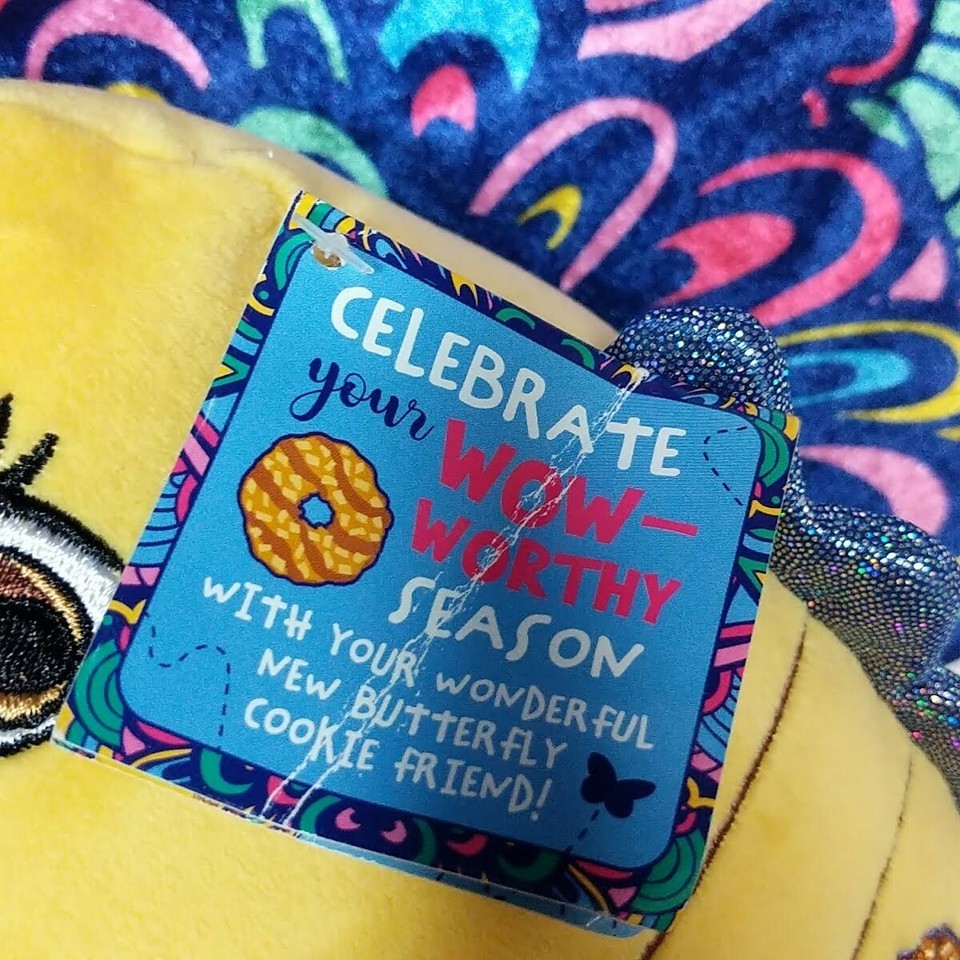 CELEBRATE
your WOW-
WORTHY
SEASON
WITH YOUR WONDERFUL
NEW BUTTERFLY
COOKIE FRIEND!